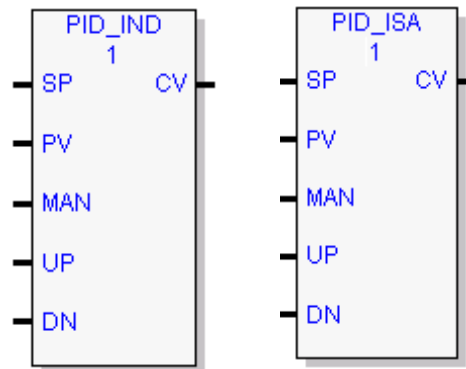 PID_IND
1
SP CV
PV
MAN
UP
DN
PID_ISA
1
SP CV
PV
MAN
UP
DN